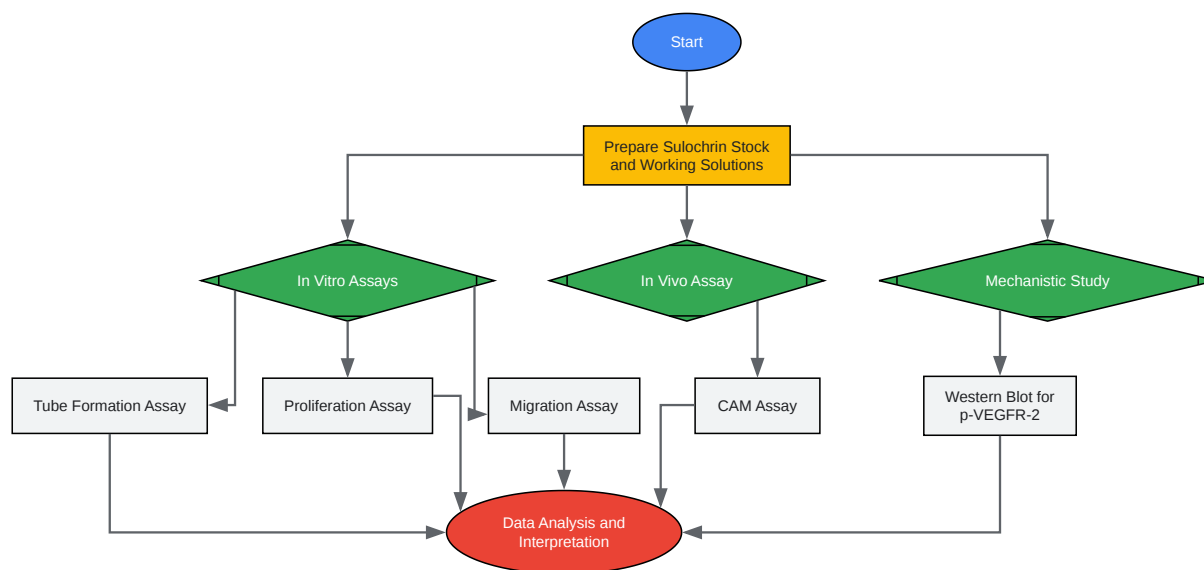 Start
Prepare Sulochrin Stock
and Working Solutions
In Vitro Assays
In Vivo Assay
Mechanistic Study
Tube Formation Assay
Proliferation Assay
Migration Assay
CAM Assay
Western Blot for
p-VEGFR-2
Data Analysis and
Interpretation